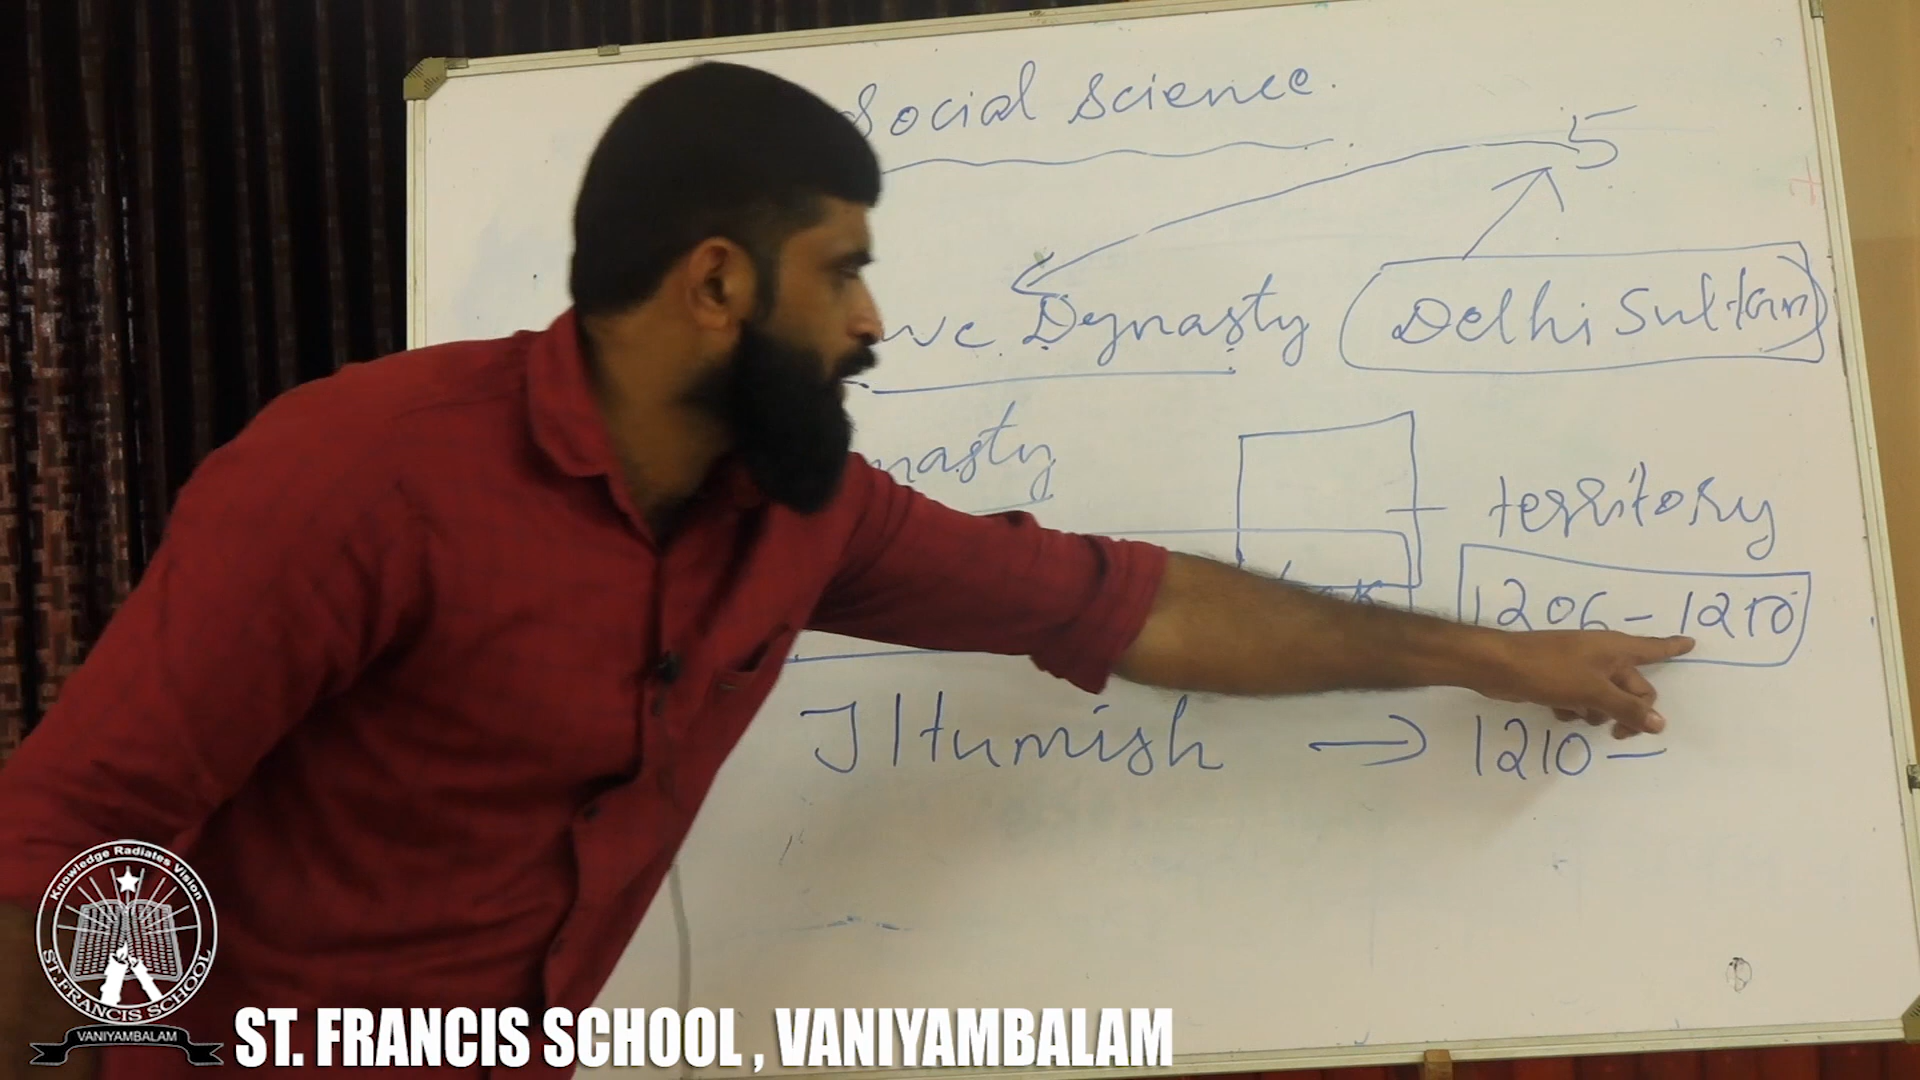 Social Science.
5
Dynasty (Delhi Sultan)
territory
1206-1210
Iltumish → 1210-
Knowledge Radiates Vision
ST.FRANCIS SCHOOL
VANIYAMBALAM
ST. FRANCIS SCHOOL , VANIYAMBALAM